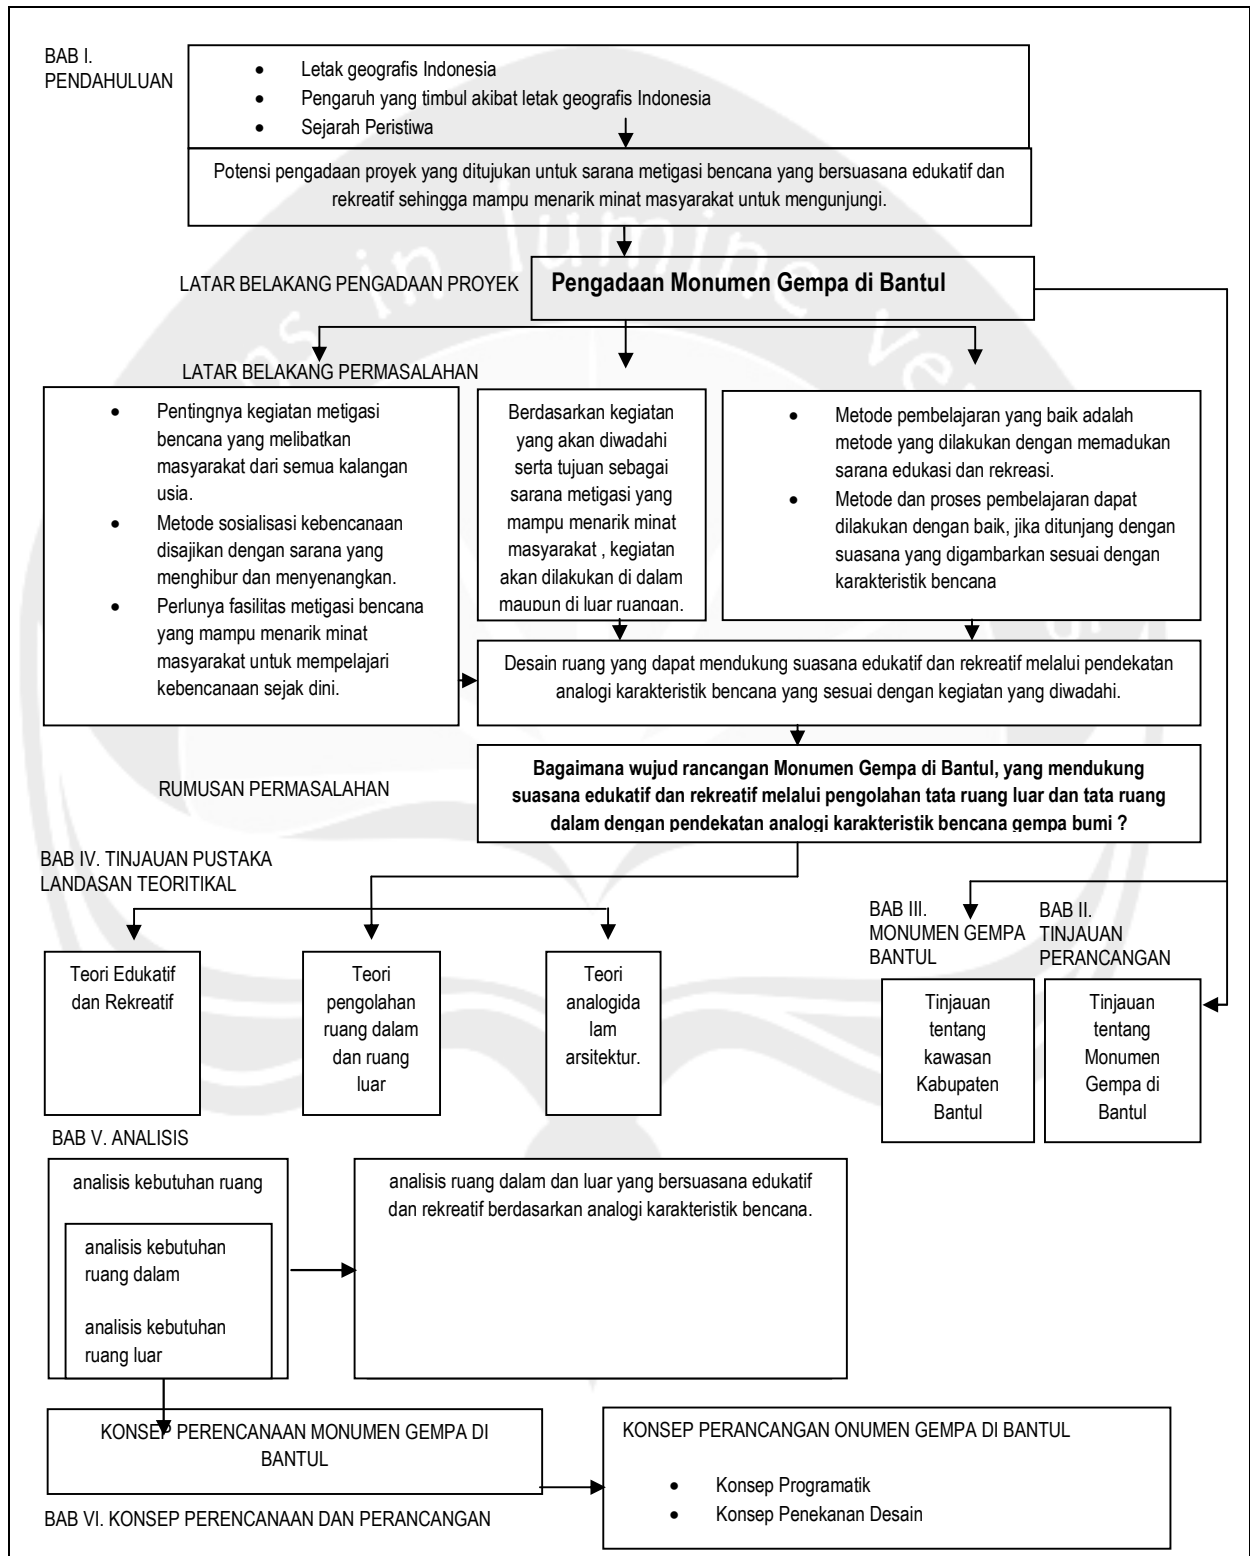 BAB I.
PENDAHULUAN
• Letak geografis Indonesia
• Pengaruh yang timbul akibat letak geografis Indonesia
• Sejarah Peristiwa
Potensi pengadaan proyek yang ditujukan untuk sarana metigasi bencana yang bersuasana edukatif dan
rekreatif sehingga mampu menarik minat masyarakat untuk mengunjungi.
LATAR BELAKANG PENGADAAN PROYEK
Pengadaan Monumen Gempa di Bantul
LATAR BELAKANG PERMASALAHAN
• Pentingnya kegiatan metigasi
bencana yang melibatkan
masyarakat dari semua kalangan
usia.
• Metode sosialisasi kebencanaan
disajikan dengan sarana yang
menghibur dan menyenangkan.
• Perlunya fasilitas metigasi bencana
yang mampu menarik minat
masyarakat untuk mempelajari
kebencanaan sejak dini.
Berdasarkan kegiatan
yang akan diwadahi
serta tujuan sebagai
sarana metigasi yang
mampu menarik minat
masyarakat , kegiatan
akan dilakukan di dalam
maupun di luar ruangan.
• Metode pembelajaran yang baik adalah
metode yang dilakukan dengan memadukan
sarana edukasi dan rekreasi.
• Metode dan proses pembelajaran dapat
dilakukan dengan baik, jika ditunjang dengan
suasana yang digambarkan sesuai dengan
karakteristik bencana
Desain ruang yang dapat mendukung suasana edukatif dan rekreatif melalui pendekatan
analogi karakteristik bencana yang sesuai dengan kegiatan yang diwadahi.
RUMUSAN PERMASALAHAN
Bagaimana wujud rancangan Monumen Gempa di Bantul, yang mendukung
suasana edukatif dan rekreatif melalui pengolahan tata ruang luar dan tata ruang
dalam dengan pendekatan analogi karakteristik bencana gempa bumi ?
BAB IV. TINJAUAN PUSTAKA
LANDASAN TEORITIKAL
Teori Edukatif
dan Rekreatif
Teori
pengolahan
ruang dalam
dan ruang
luar
Teori
analogida
lam
arsitektur.
BAB III.
MONUMEN GEMPA
BANTUL
Tinjauan
tentang
kawasan
Kabupaten
Bantul
BAB II.
TINJAUAN
PERANCANGAN
Tinjauan
tentang
Monumen
Gempa di
Bantul
BAB V. ANALISIS
analisis kebutuhan ruang
analisis kebutuhan
ruang dalam
analisis kebutuhan
ruang luar
analisis ruang dalam dan luar yang bersuasana edukatif
dan rekreatif berdasarkan analogi karakteristik bencana.
KONSEP PERENCANAAN MONUMEN GEMPA DI
BANTUL
KONSEP PERANCANGAN ONUMEN GEMPA DI BANTUL
• Konsep Programatik
• Konsep Penekanan Desain
BAB VI. KONSEP PERENCANAAN DAN PERANCANGAN
in lumine